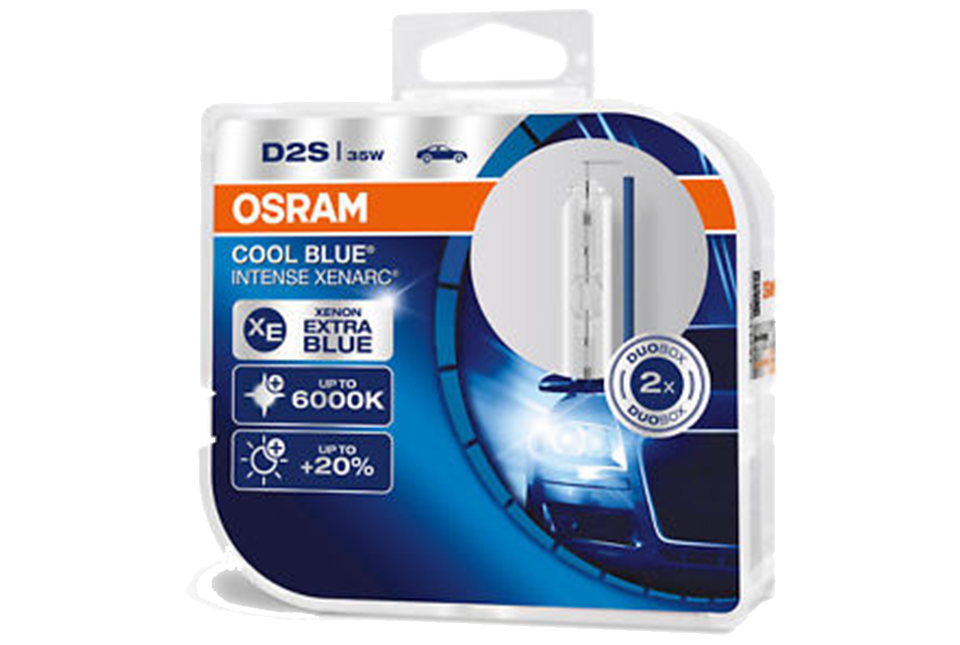 D2S | 35W
OSRAM
COOL BLUE®
INTENSE XENARC®
XE
XENON
EXTRA
BLUE
UP TO
6000K
UP TO
+20%
DUOBOX
2x
DUOBOX